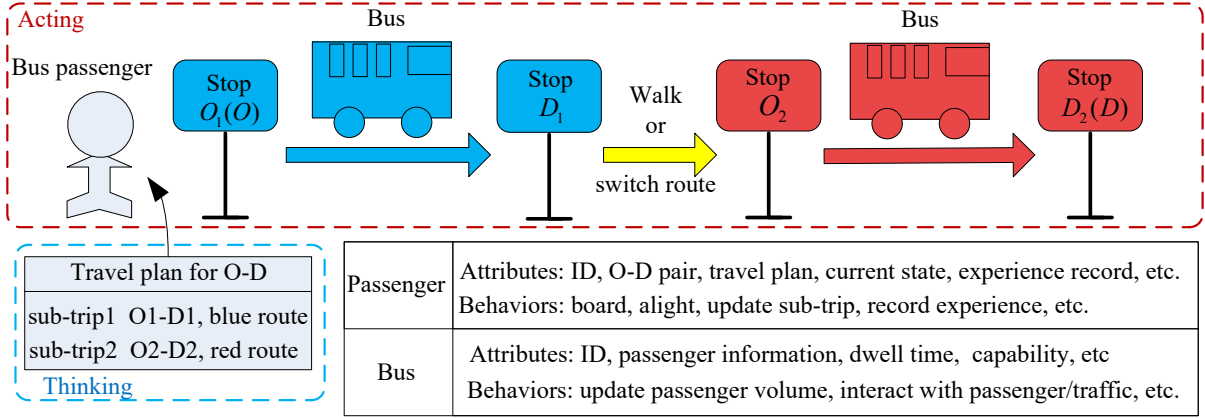 Acting
Bus
Bus
Bus passenger
Stop
O₁(O)
Stop
D₁
Walk
or
switch route
Stop
O₂
Stop
D₂(D)
Travel plan for O-D
sub-trip1 O1-D1, blue route
sub-trip2 O2-D2, red route
Thinking
Passenger
Attributes: ID, O-D pair, travel plan, current state, experience record, etc.
Behaviors: board, alight, update sub-trip, record experience, etc.
Bus
Attributes: ID, passenger information, dwell time, capability, etc
Behaviors: update passenger volume, interact with passenger/traffic, etc.